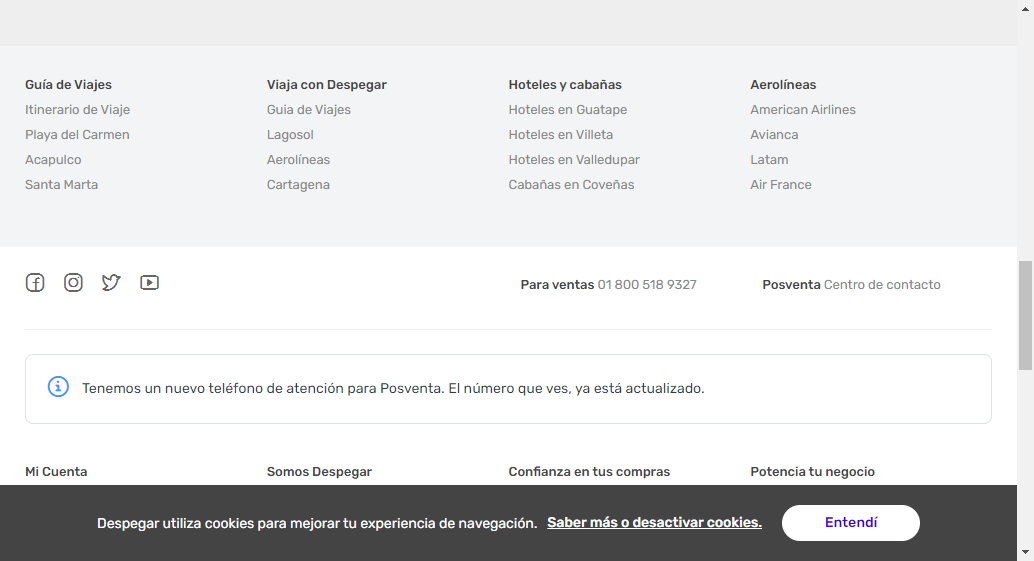 Guía de Viajes
Itinerario de Viaje
Playa del Carmen
Acapulco
Santa Marta
Viaja con Despegar
Guia de Viajes
Lagosol
Aerolíneas
Cartagena
Hoteles y cabañas
Hoteles en Guatape
Hoteles en Villeta
Hoteles en Valledupar
Cabañas en Coveñas
Aerolíneas
American Airlines
Avianca
Latam
Air France
Para ventas 01 800 518 9327
Posventa Centro de contacto
Tenemos un nuevo teléfono de atención para Posventa. El número que ves, ya está actualizado.
Mi Cuenta
Somos Despegar
Confianza en tus compras
Potencia tu negocio
Despegar utiliza cookies para mejorar tu experiencia de navegación. Saber más o desactivar cookies.
Entendí